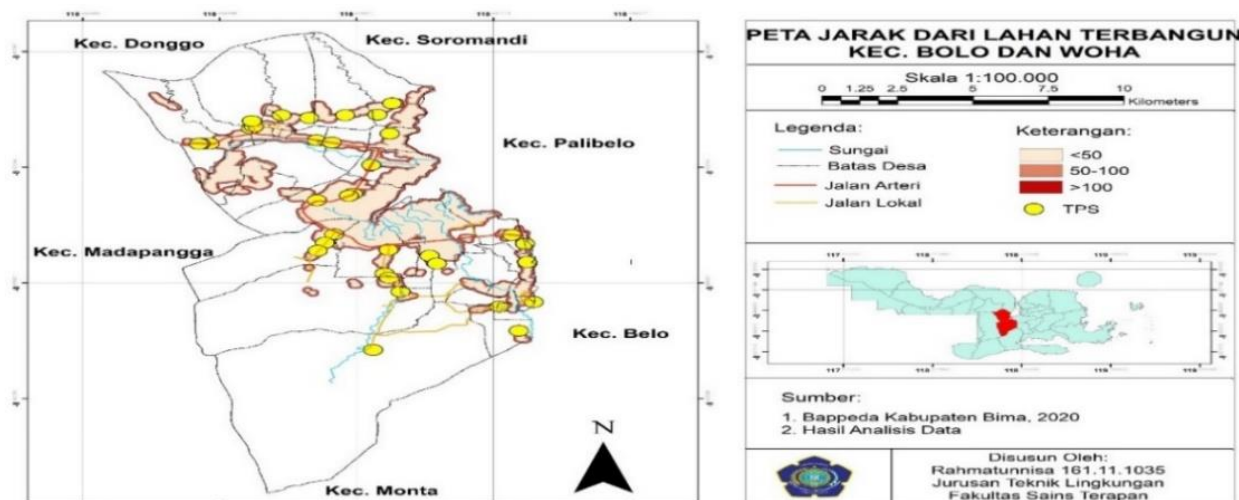 Kec. Donggo
Kec. Soromandi
Kec. Palibelo
Kec. Madapangga
Kec. Belo
Kec. Monta
N
PETA JARAK DARI LAHAN TERBANGUN
KEC. BOLO DAN WOHA
Skala 1:100.000
0 1.25 2.5 5 7.5 10
Kilometers
Legenda:
Sungai
Batas Desa
Jalan Arteri
Jalan Lokal
Keterangan:
<50
50-100
>100
TPS
Sumber:
1. Bappeda Kabupaten Bima, 2020
2. Hasil Analisis Data
Disusun Oleh:
Rahmatunnisa 161.11.1035
Jurusan Teknik Lingkungan
Fakultas Sains Terapan